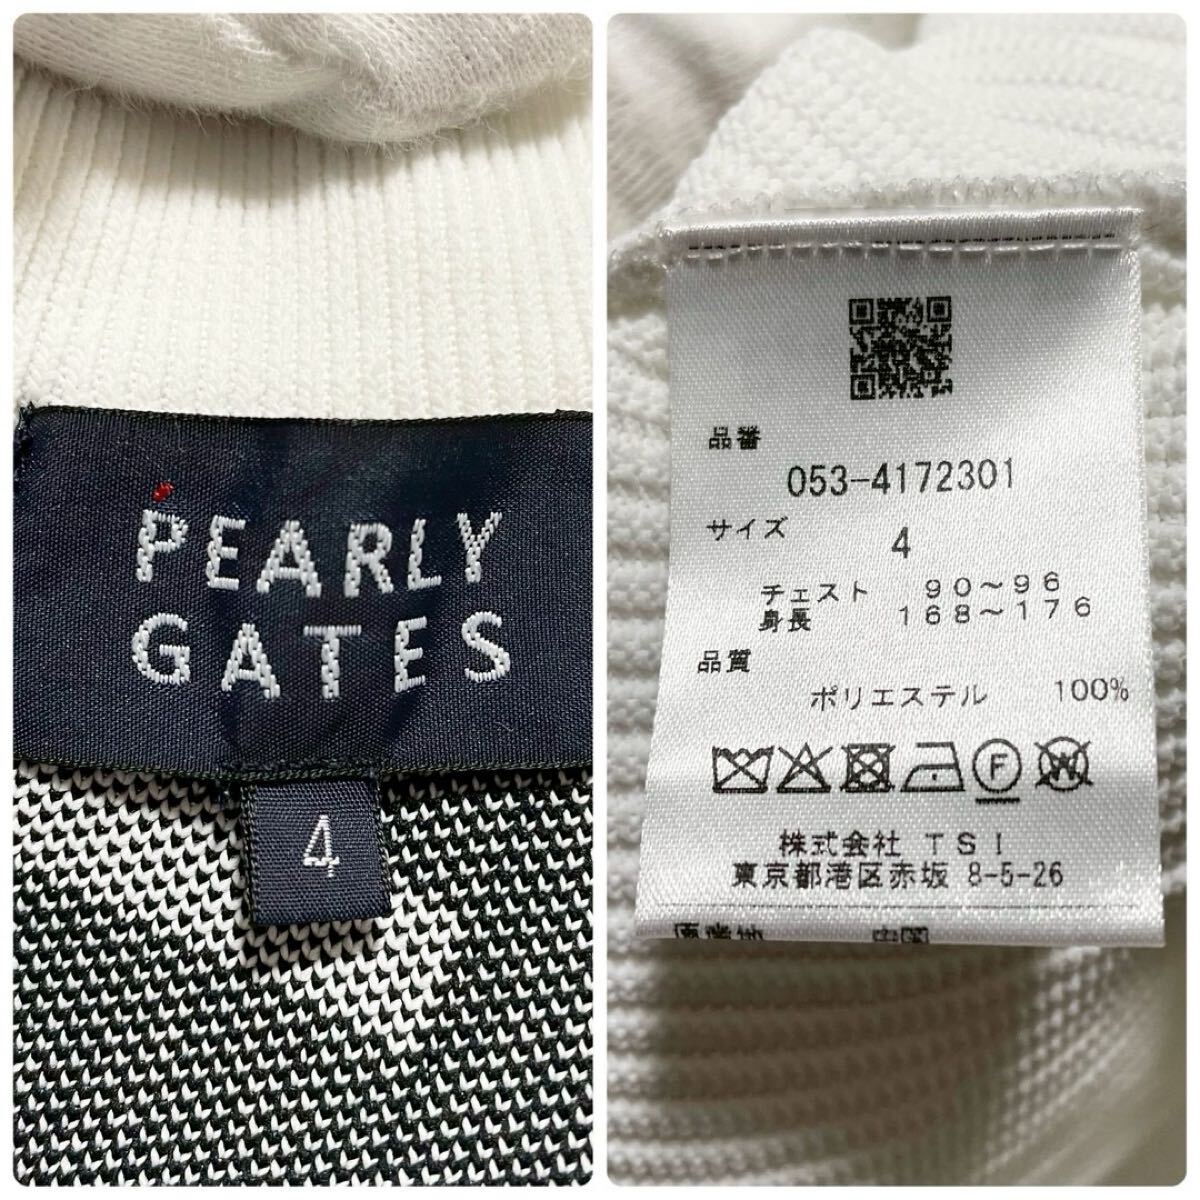 PEARLY
GATES
4
品番
053-4172301
サイズ 4
チェスト 90～96
身長 168～176
品質
ポリエステル 100%
F
W
株式会社 TSI
東京都港区赤坂 8-5-26